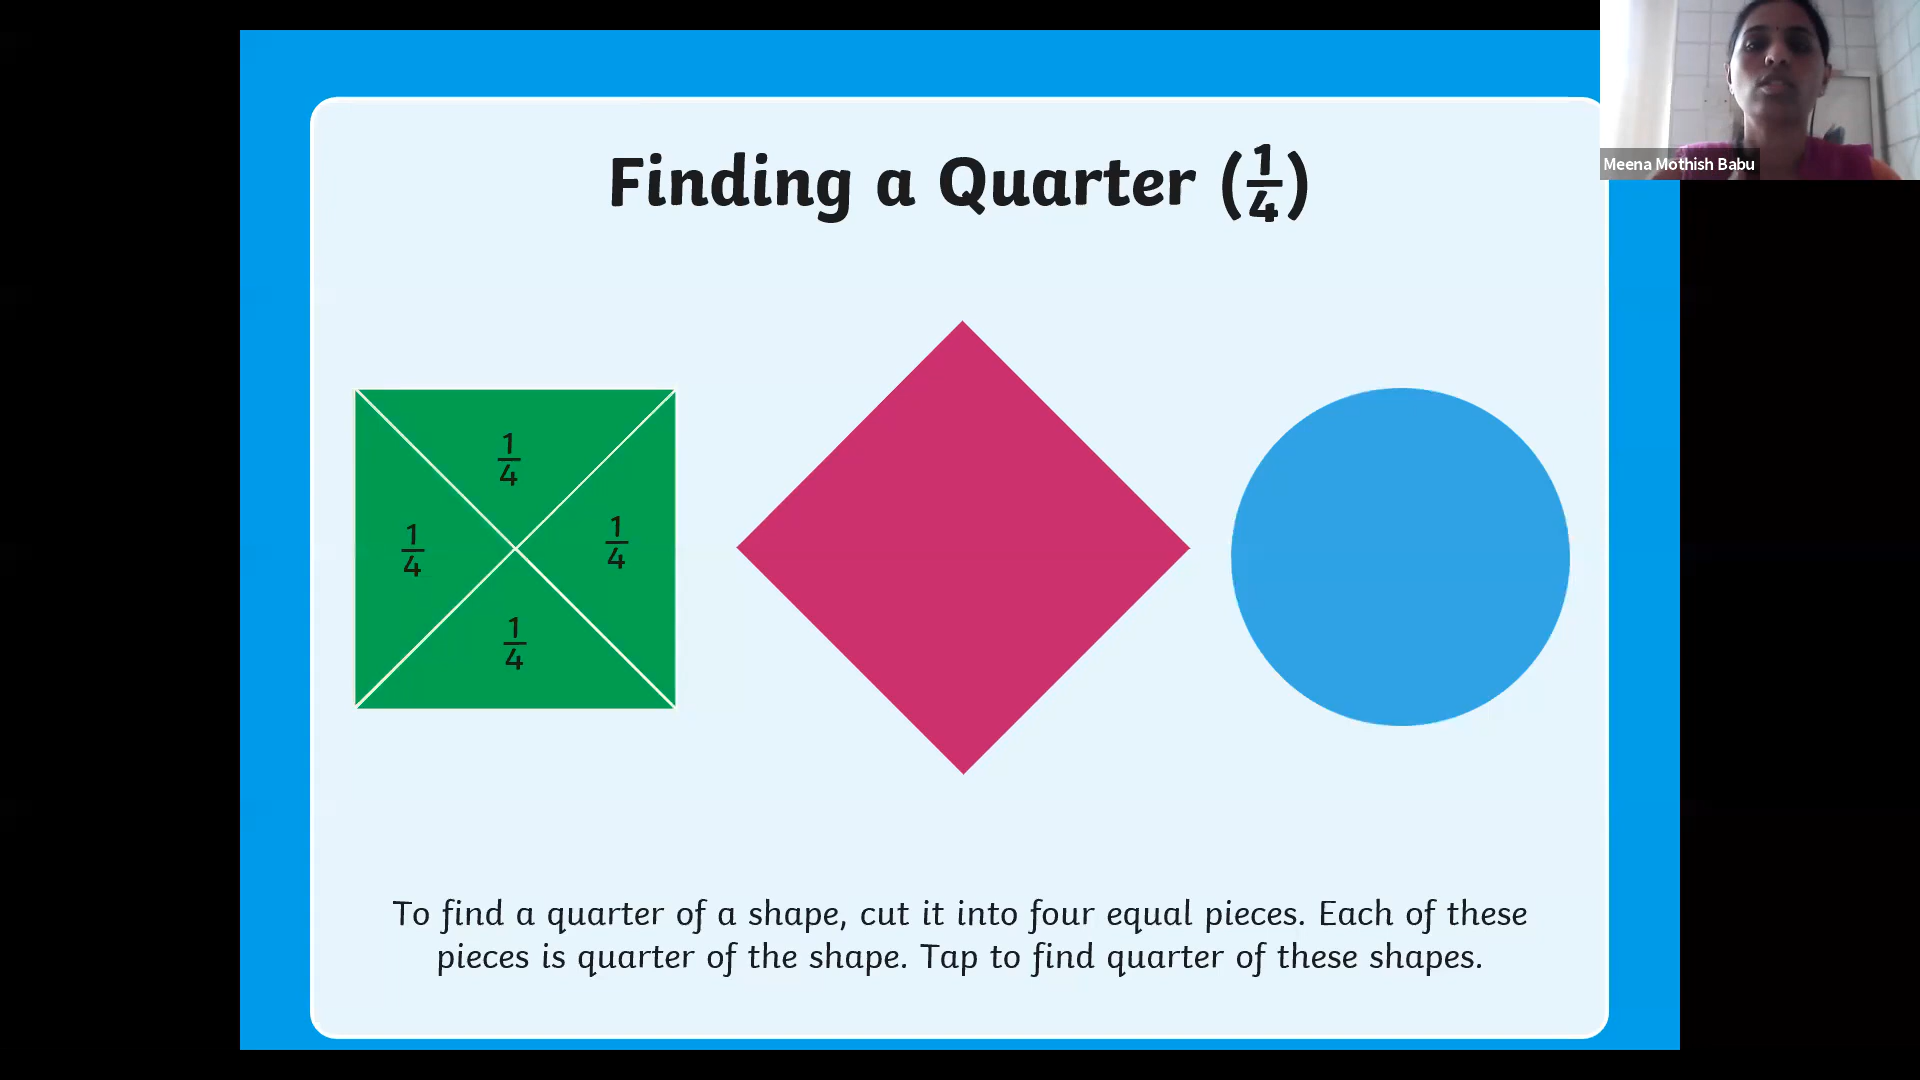 Finding a Quarter (1/4)
Meena Mothish Babu
1/4
1/4
1/4
1/4
To find a quarter of a shape, cut it into four equal pieces. Each of these
pieces is quarter of the shape. Tap to find quarter of these shapes.